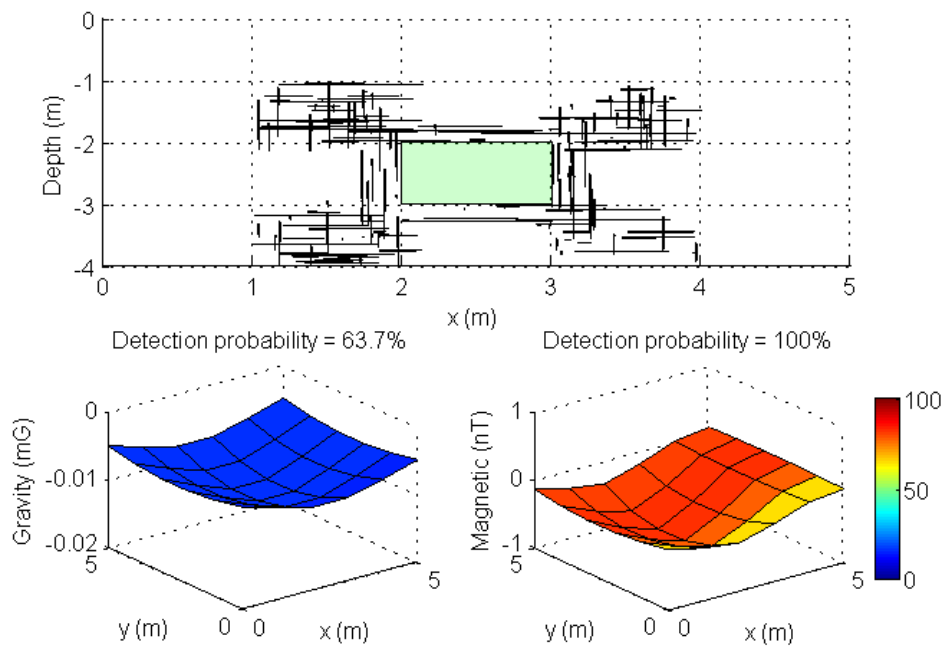 0
-1
-2
-3
-4
Depth (m)
0 1 2 3 4 5
x (m)
Detection probability = 63.7%
Detection probability = 100%
0
-0.01
-0.02
Gravity (mG)
5
0 0
5
y (m)
x (m)
1
0
-1
Magnetic (nT)
5
0 0
5
y (m)
x (m)
100
50
0